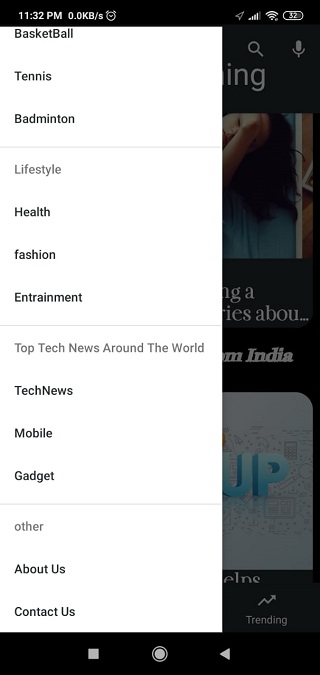 11:32 PM 0.0KB/s
32
BasketBall
Tennis
Badminton
Lifestyle
Health
fashion
Entrainment
Top Tech News Around The World
TechNews
Mobile
Gadget
other
About Us
Contact Us
ning
ng a
ries abou...
om India
UP
elps
Trending